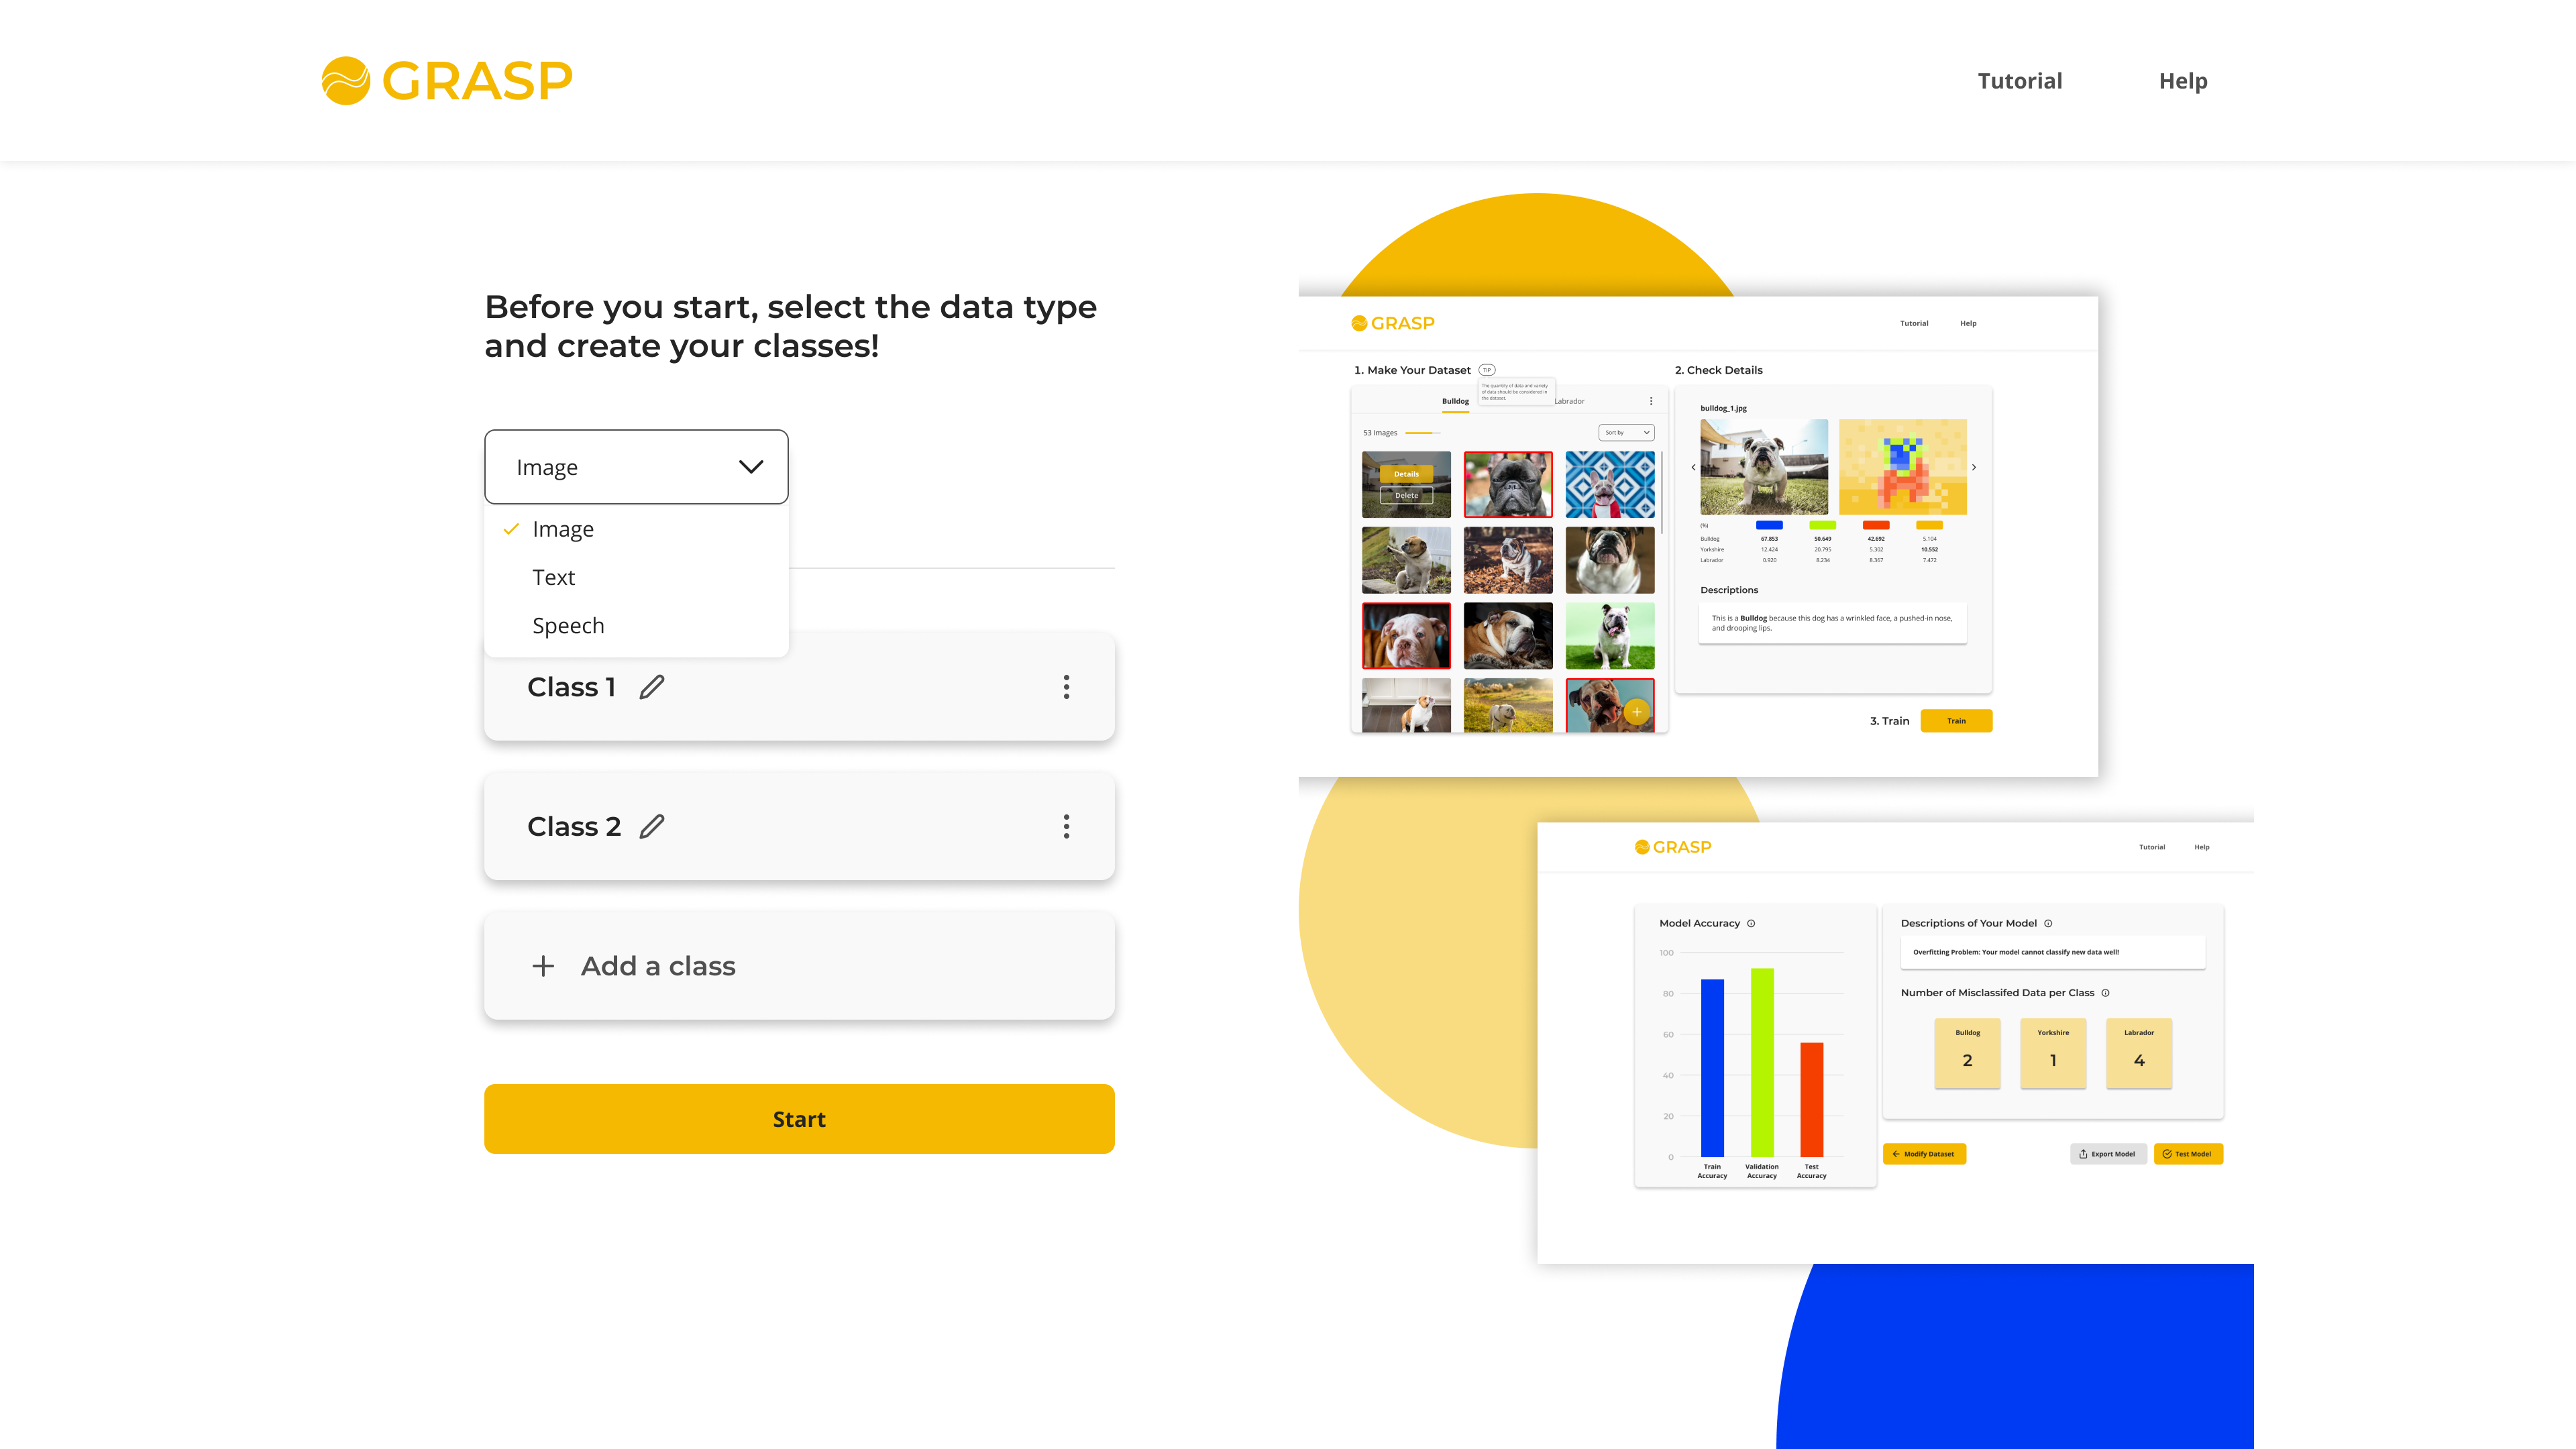 GRASP
Tutorial
Help
Before you start, select the data type
and create your classes!
Image
Image
Text
Speech
Class 1
Class 2
Add a class
Start
GRASP
Tutorial
Help
1. Make Your Dataset
TIP
The quantity of data and variety
of data should be considered in
the dataset.
Bulldog
Labrador
53 Images
Sort by
Details
Delete
2. Check Details
bulldog_1.jpg
(%)
Bulldog 67.853 50.649 42.692 5.104
Yorkshire 12.424 20.795 5.302 10.552
Labrador 0.920 8.234 8.367 7.472
Descriptions
This is a Bulldog because this dog has a wrinkled face, a pushed-in nose,
and drooping lips.
3. Train
Train
GRASP
Tutorial
Help
Model Accuracy
100
80
60
40
20
0
Train
Accuracy
Validation
Accuracy
Test
Accuracy
Descriptions of Your Model
Overfitting Problem: Your model cannot classify new data well!
Number of Misclassifed Data per Class
Bulldog
2
Yorkshire
1
Labrador
4
Modify Dataset
Export Model
Test Model